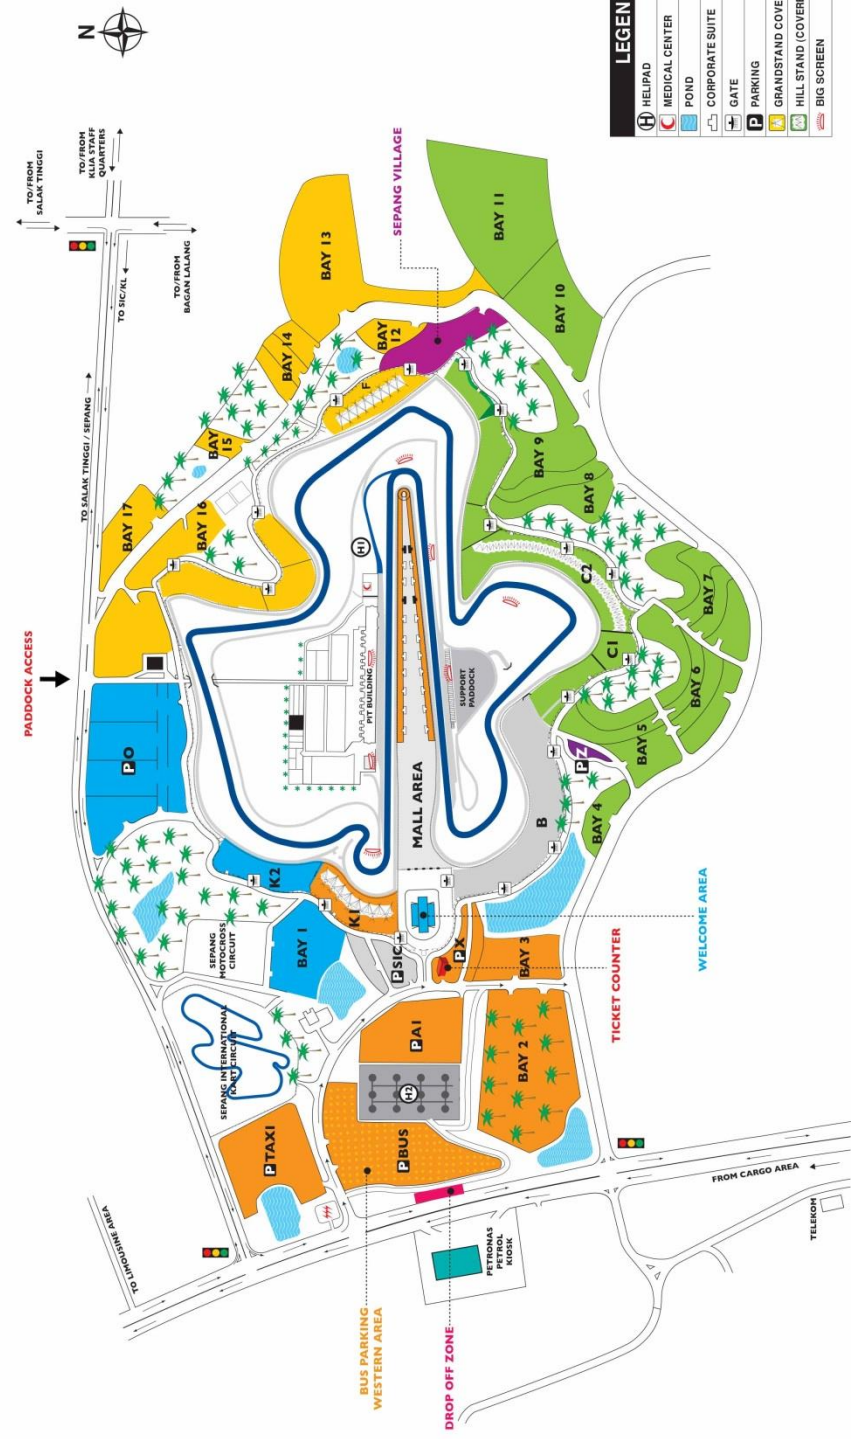 N
TO/FROM
SALAK TINGGI
TO/FROM
KLIA STAFF
QUARTERS
TO/FROM
BAGAN LALANG
TO SIC/KL
TO SALAK TINGGI / SEPANG
PADDOCK ACCESS
SEPANG VILLAGE
LEGEN
H HELIPAD
MEDICAL CENTER
POND
CORPORATE SUITE
GATE
P PARKING
GRANDSTAND COVE
HILL STAND (COVER
BIG SCREEN
BAY 11
BAY 10
BAY 13
BAY 14
BAY
12
BAY
15
BAY 17
BAY 16
F
BAY 9
BAY 8
BAY 7
BAY 6
BAY 5
BAY 4
C2
C1
H1
PIT BUILDING
SUPPORT
PADDOCK
MALL AREA
PO
PZ
B
K2
K1
BAY 1
SEPANG
MOTOCROSS
CIRCUIT
SEPANG INTERNATIONAL
KART CIRCUIT
PSIC
PX
BAY 3
WELCOME AREA
TICKET COUNTER
PA1
BAY 2
H2
PBUS
PTAXI
FROM CARGO AREA
TELEKOM
TO LIMOUSINE AREA
PETRONAS
PETROL
KIOSK
BUS PARKING
WESTERN AREA
DROP OFF ZONE